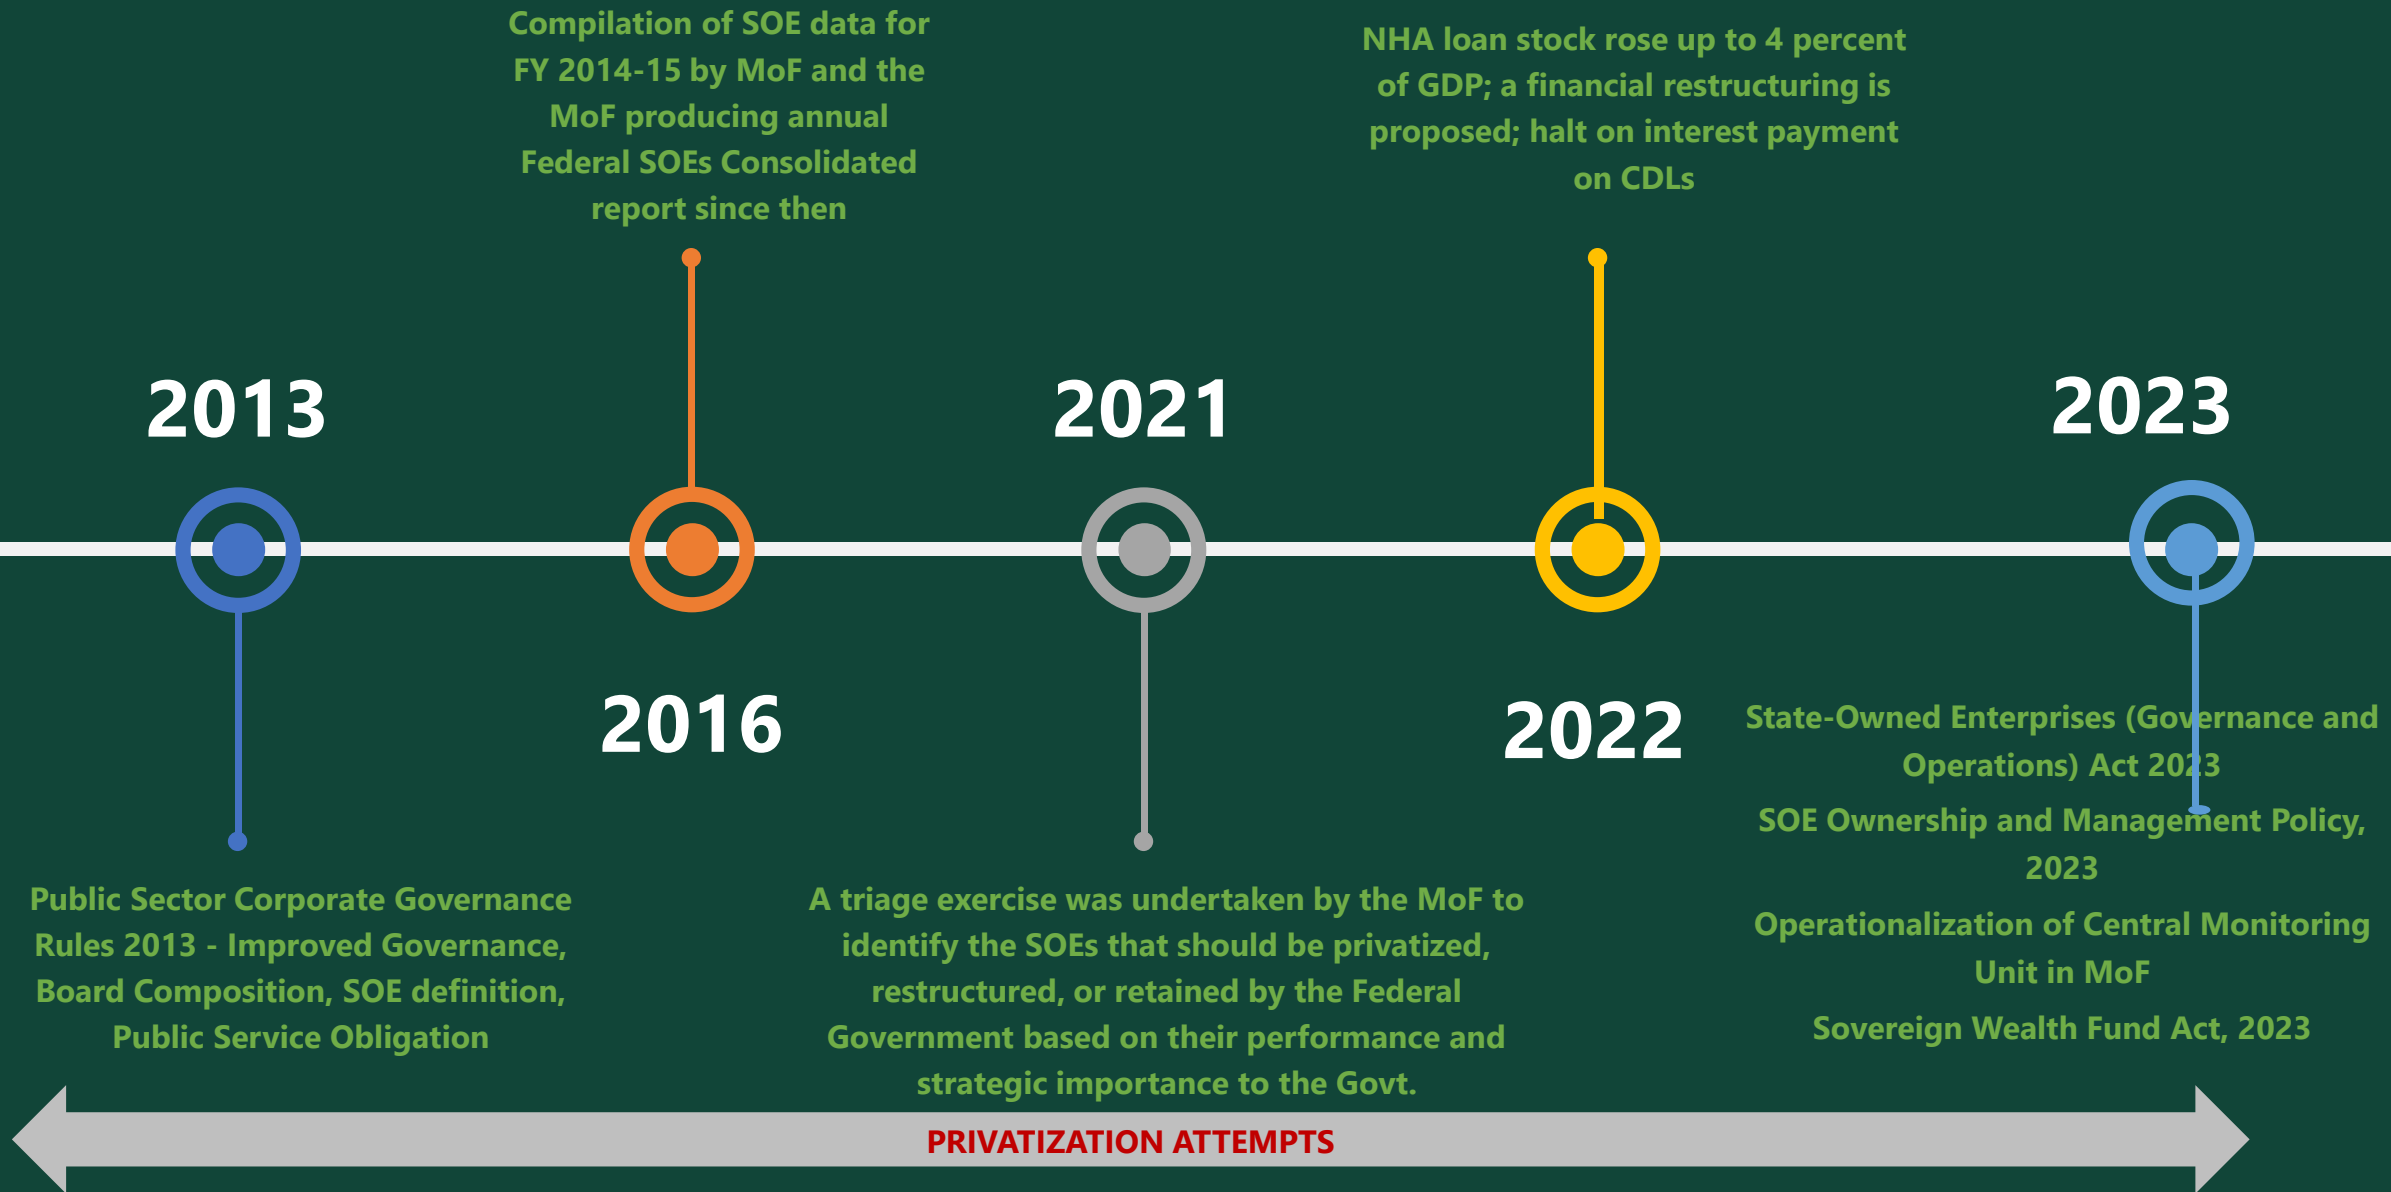 Compilation of SOE data for
FY 2014-15 by MoF and the
MoF producing annual
Federal SOEs Consolidated
report since then
NHA loan stock rose up to 4 percent
of GDP; a financial restructuring is
proposed; halt on interest payment
on CDLs
2013
2021
2023
2016
2022
Public Sector Corporate Governance
Rules 2013 - Improved Governance,
Board Composition, SOE definition,
Public Service Obligation
A triage exercise was undertaken by the MoF to
identify the SOEs that should be privatized,
restructured, or retained by the Federal
Government based on their performance and
strategic importance to the Govt.
State-Owned Enterprises (Governance and
Operations) Act 2023
SOE Ownership and Management Policy,
2023
Operationalization of Central Monitoring
Unit in MoF
Sovereign Wealth Fund Act, 2023
PRIVATIZATION ATTEMPTS